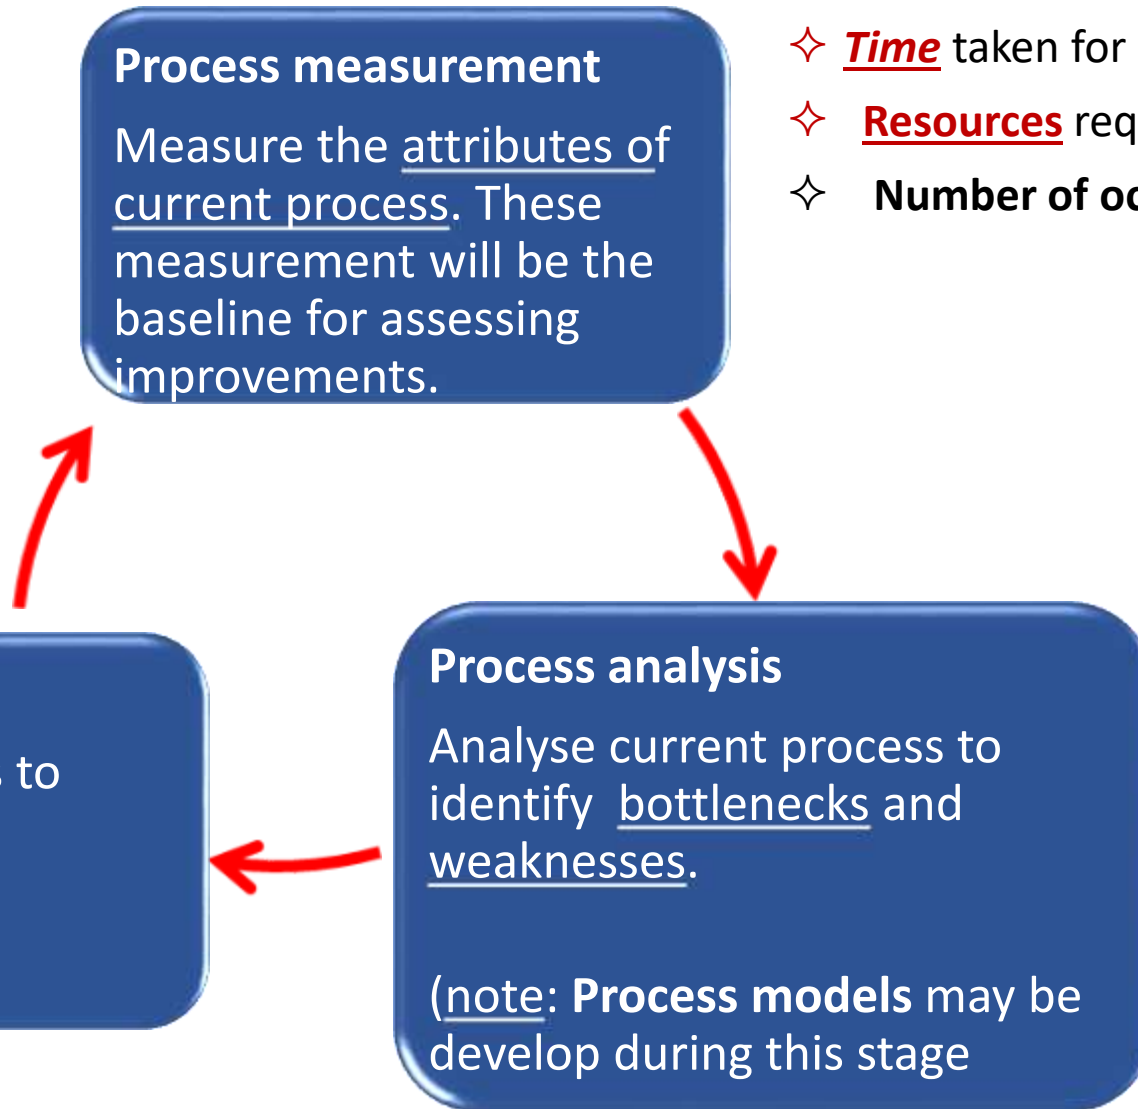 Process measurement
Measure the attributes of
current process. These
measurement will be the
baseline for assessing
improvements.
✧ Time taken for
✧ Resources
✧ Number of
to
Process analysis
Analyse current process to
identify bottlenecks and
weaknesses.
(note: Process models may be
develop during this stage